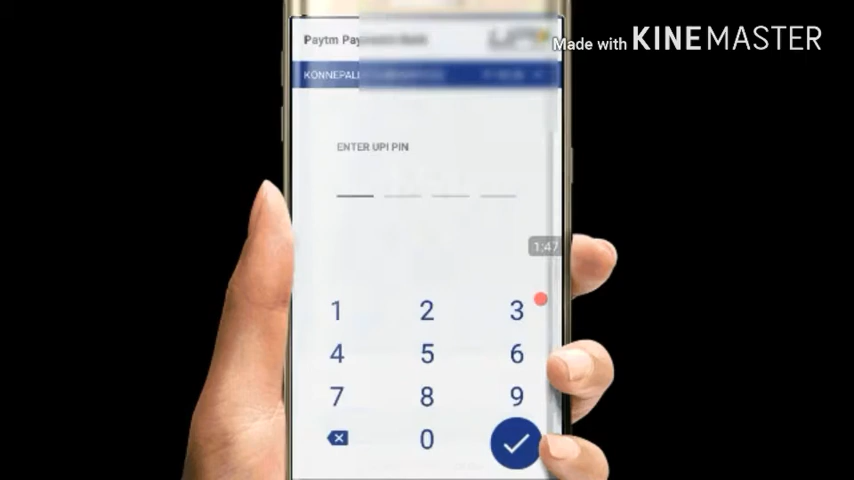 Paytm Payments Bank
Made with KINEMASTER
ENTER UPI PIN
1:47
1 2 3
4 5 6
7 8 9
0